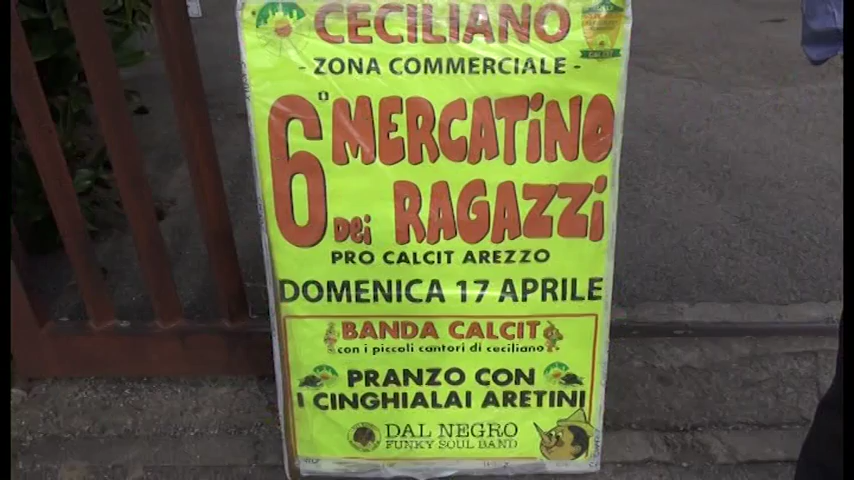 CECILIANO
- ZONA COMMERCIALE -
6° MERCATINO
DEI RAGAZZI
PRO CALCIT AREZZO
DOMENICA 17 APRILE
BANDA CALCIT
con i piccoli cantori di ceciliano
PRANZO CON
I CINGHIALAI ARETINI
DAL NEGRO
FUNKY SOUL BAND